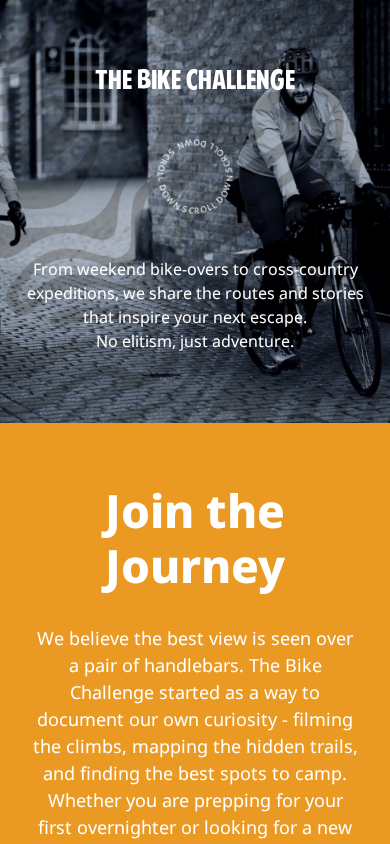 THE BIKE CHALLENGE
SCROLL DOWN SCROLL DOWN SCROLL DOWN
From weekend bike-overs to cross-country
expeditions, we share the routes and stories
that inspire your next escape.
No elitism, just adventure.
Join the
Journey
We believe the best view is seen over
a pair of handlebars. The Bike
Challenge started as a way to
document our own curiosity - filming
the climbs, mapping the hidden trails,
and finding the best spots to camp.
Whether you are prepping for your
first overnighter or looking for a new